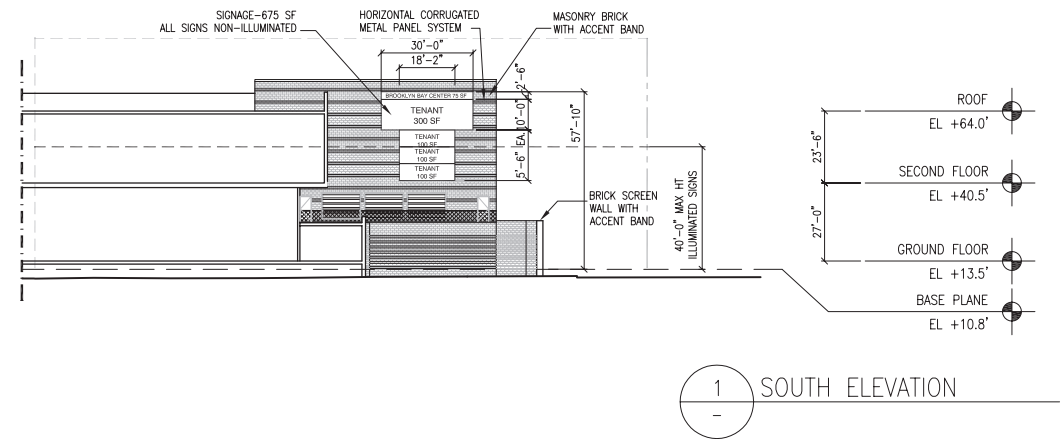 SIGNAGE-675 SF
ALL SIGNS NON-ILLUMINATED
HORIZONTAL CORRUGATED
METAL PANEL SYSTEM
MASONRY BRICK
WITH ACCENT BAND
30'-0"
18'-2"
2'-6"
BROOKLYN BAY CENTER 75 SF
TENANT
300 SF
10'-0"
TENANT
100 SF
TENANT
100 SF
TENANT
100 SF
5'-6" EA.
57'-10"
40'-0" MAX HT
ILLUMINATED SIGNS
BRICK SCREEN
WALL WITH
ACCENT BAND
ROOF
EL +64.0'
23'-6"
SECOND FLOOR
EL +40.5'
27'-0"
GROUND FLOOR
EL +13.5'
BASE PLANE
EL +10.8'
1
-
SOUTH ELEVATION